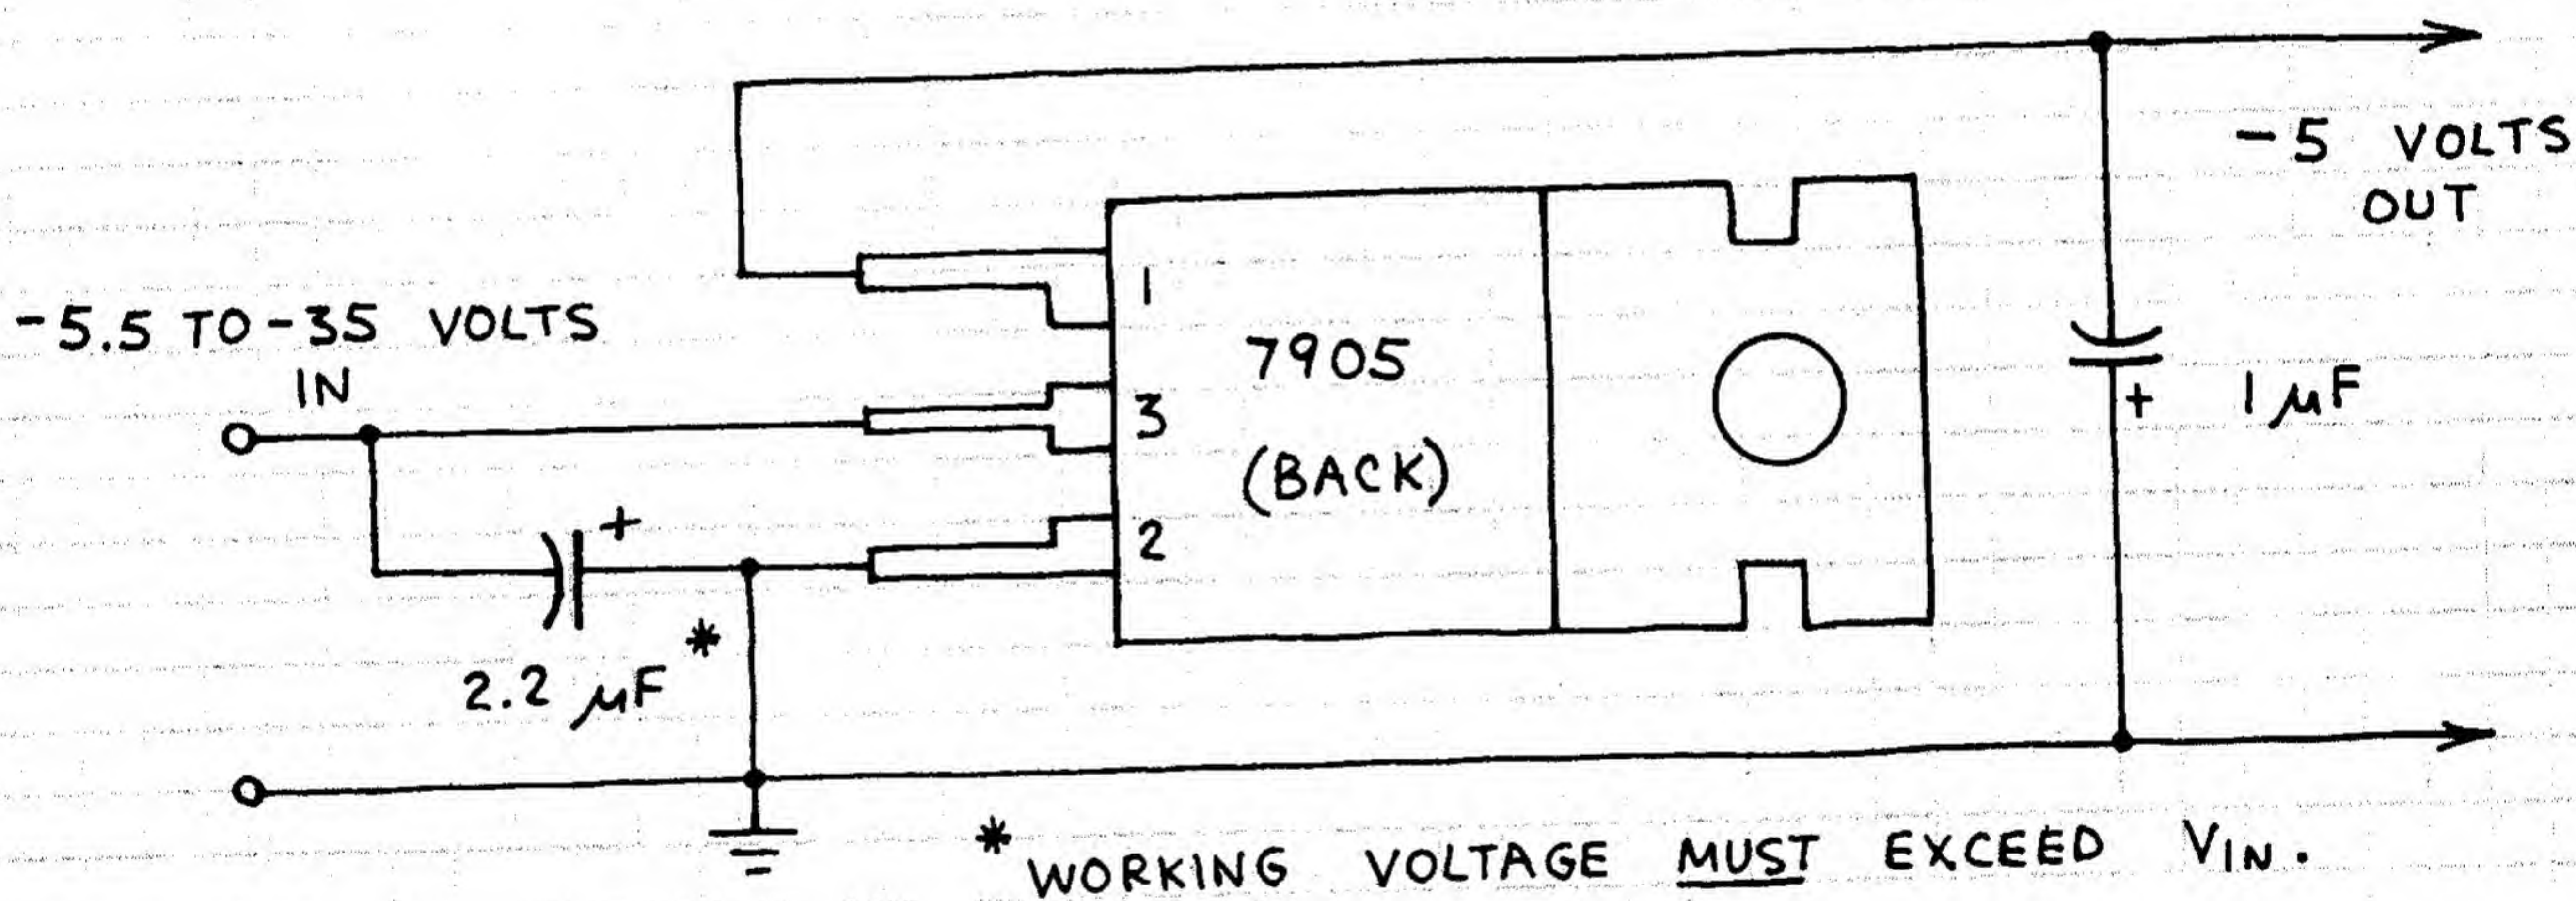 -5 VOLTS
OUT
-5.5 TO -35 VOLTS
IN
1
7905
3
(BACK)
2
+
1 μF
+
*
2.2 μF
* WORKING VOLTAGE MUST EXCEED VIN.